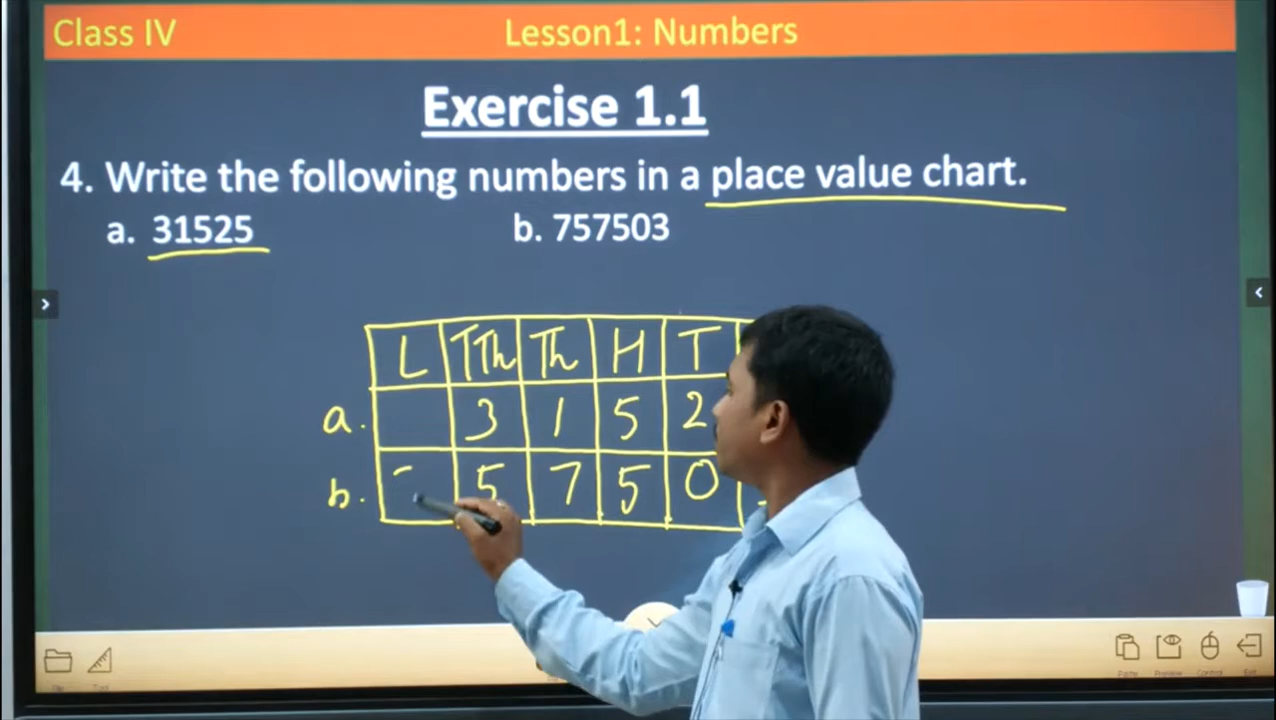 Class IV Lesson1: Numbers
Exercise 1.1
4. Write the following numbers in a place value chart.
a. 31525 b. 757503
L TTh Th H T
a. 3 1 5 2
b. 5 7 5 0
Control